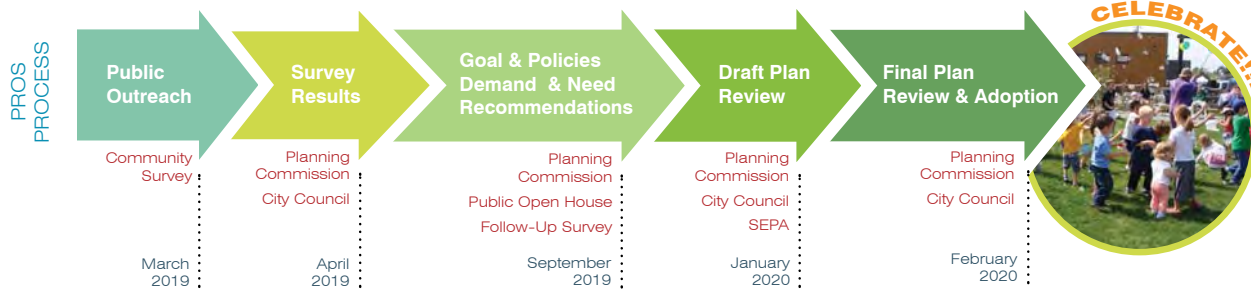 PROS
PROCESS
Public
Outreach
Survey
Results
Goal & Policies
Demand & Need
Recommendations
Draft Plan
Review
Final Plan
Review & Adoption
CELEBRATE!!!
Community
Survey
Planning
Commission
City Council
Planning
Commission
Public Open House
Follow-Up Survey
Planning
Commission
City Council
SEPA
Planning
Commission
City Council
March
2019
April
2019
September
2019
January
2020
February
2020